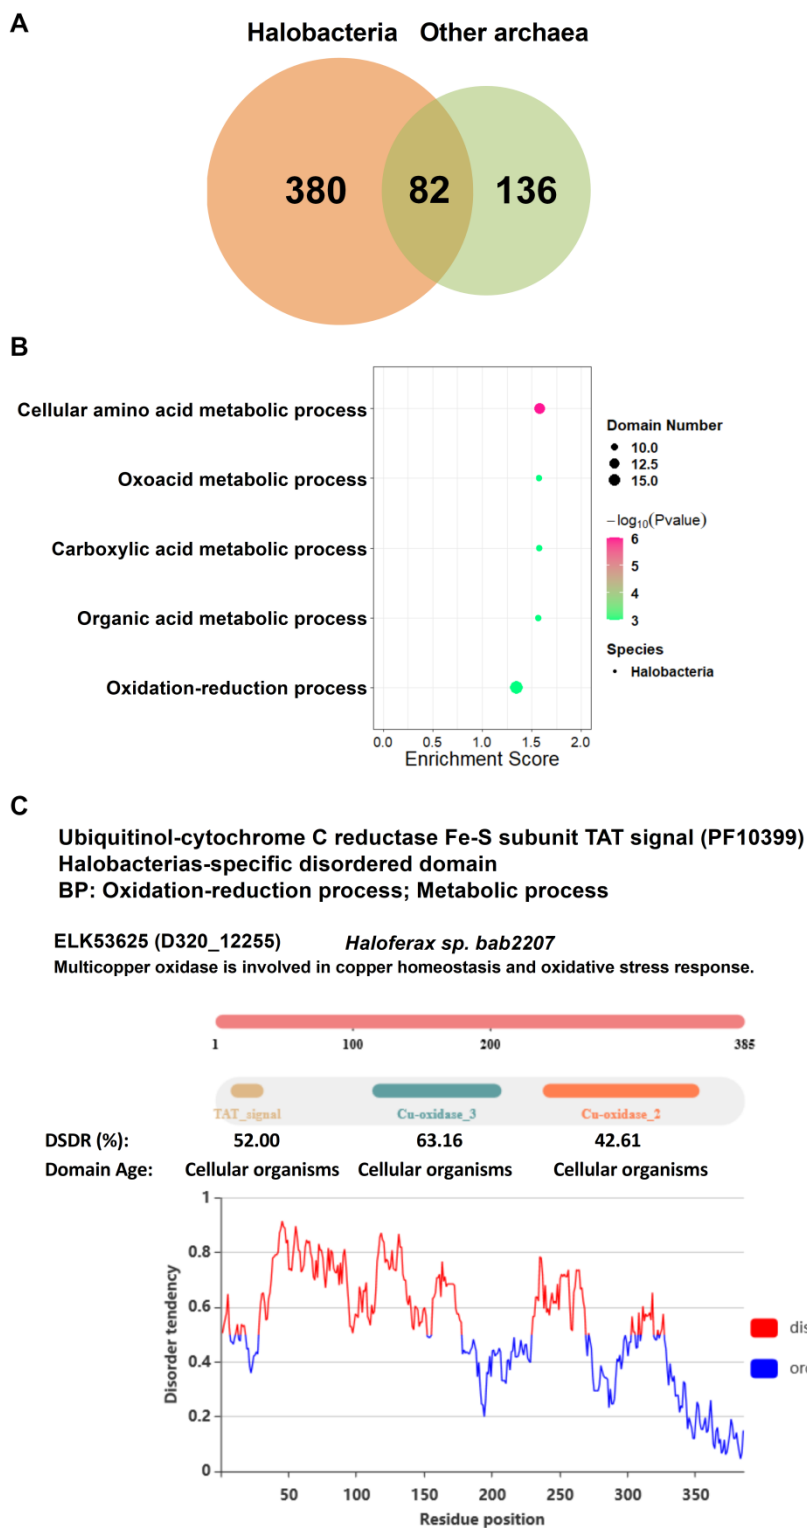 A
Halobacteria Other archaea
380 82 136
B
Cellular amino acid metabolic process
Oxoacid metabolic process
Carboxylic acid metabolic process
Organic acid metabolic process
Oxidation-reduction process
0.0 0.5 1.0 1.5 2.0
Enrichment Score
Domain Number
10.0
12.5
15.0
−log10(Pvalue)
6
5
4
3
Species
Halobacteria
C
Ubiquitinol-cytochrome C reductase Fe-S subunit TAT signal (PF10399)
Halobacterias-specific disordered domain
BP: Oxidation-reduction process; Metabolic process
ELK53625 (D320_12255) Haloferax sp. bab2207
Multicopper oxidase is involved in copper homeostasis and oxidative stress response.
1 100 200 385
TAT_signal Cu-oxidase_3 Cu-oxidase_2
DSDR (%): 52.00 63.16 42.61
Domain Age: Cellular organisms Cellular organisms Cellular organisms
1
0.8
0.6
0.4
0.2
0
Disorder tendency
50 100 150 200 250 300 350
Residue position
dis
ord